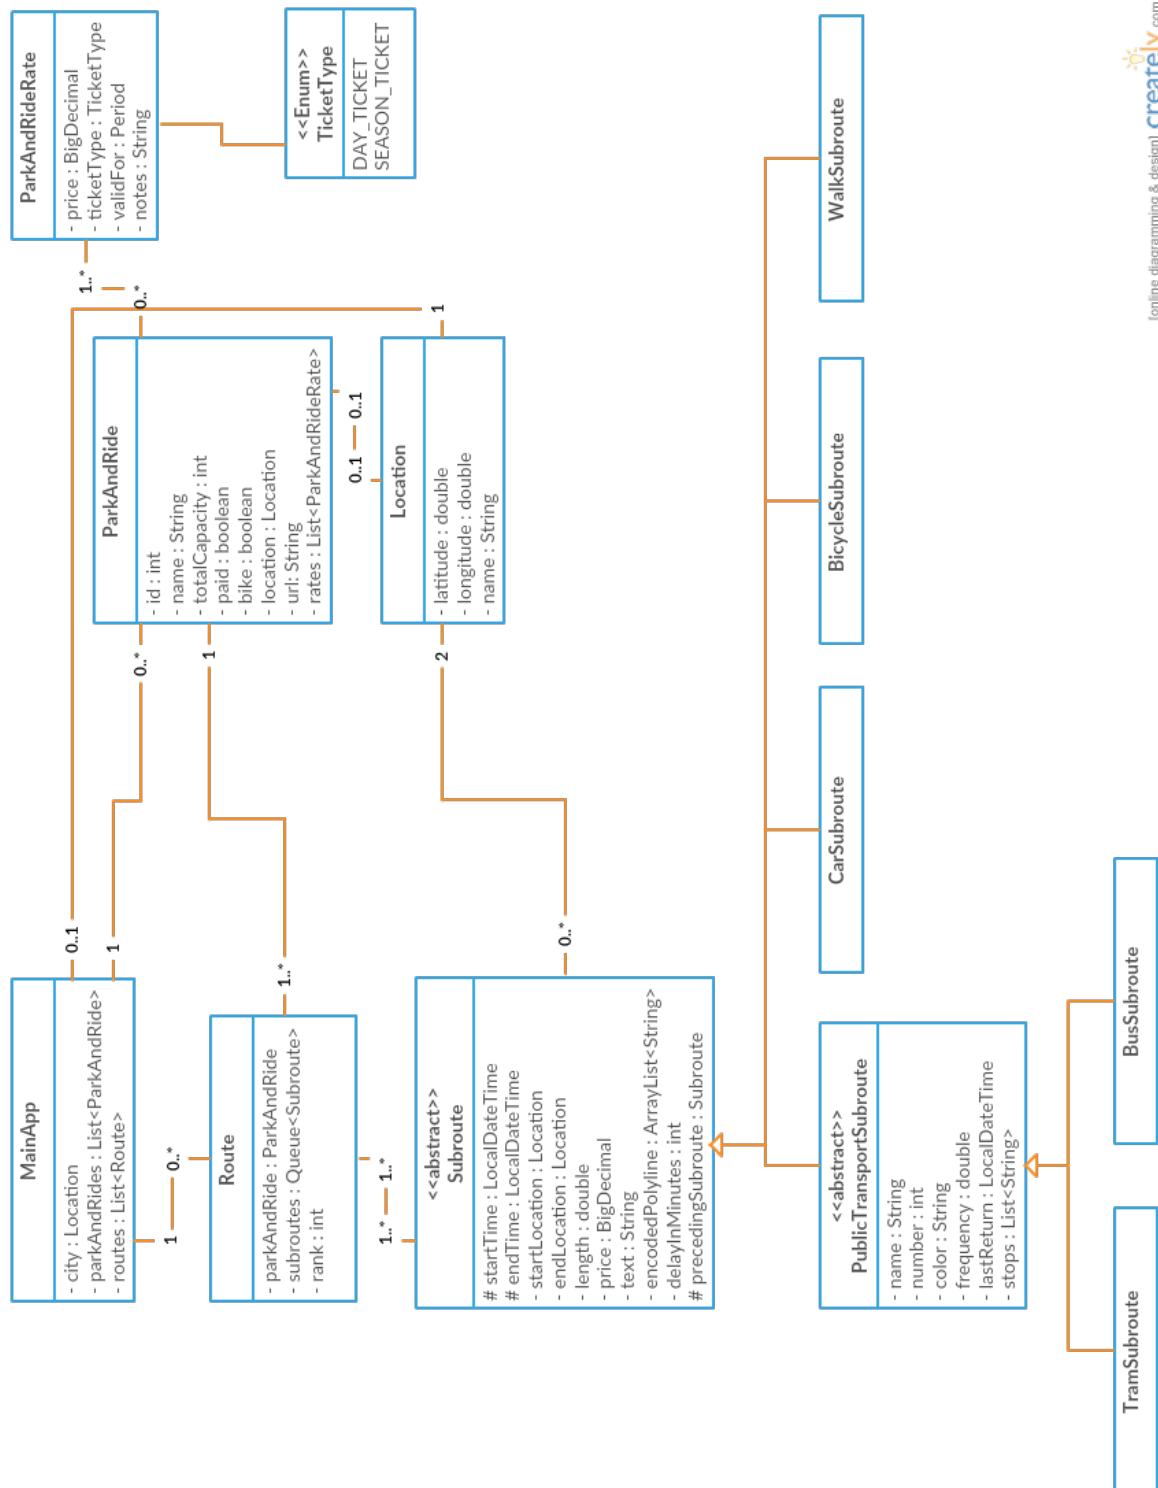 MainApp
- city : Location
- parkAndRides : List<ParkAndRide>
- routes : List<Route>
0..1
1
1
0..*
0..*
1
ParkAndRide
- id : int
- name : String
- totalCapacity : int
- paid : boolean
- bike : boolean
- location : Location
- url: String
- rates : List<ParkAndRideRate>
0..*
1..*
ParkAndRideRate
- price : BigDecimal
- ticketType : TicketType
- validFor : Period
- notes : String
<<Enum>>
TicketType
DAY_TICKET
SEASON_TICKET
Route
- parkAndRide : ParkAndRide
- subroutes : Queue<Subroute>
- rank : int
1..*
1..*
1..*
0..1
0..1
Location
- latitude : double
- longitude : double
- name : String
1
2
0..*
<<abstract>>
Subroute
# startTime : LocalDateTime
# endTime : LocalDateTime
- startLocation : Location
- endLocation : Location
- length : double
- price : BigDecimal
- text : String
- encodedPolyline : ArrayList<String>
- delayInMinutes : int
# precedingSubroute : Subroute
<<abstract>>
PublicTransportSubroute
- name : String
- number : int
- color : String
- frequency : double
- lastReturn : LocalDateTime
- stops : List<String>
CarSubroute
BicycleSubroute
WalkSubroute
TramSubroute
BusSubroute
[online diagramming & design] creately.com